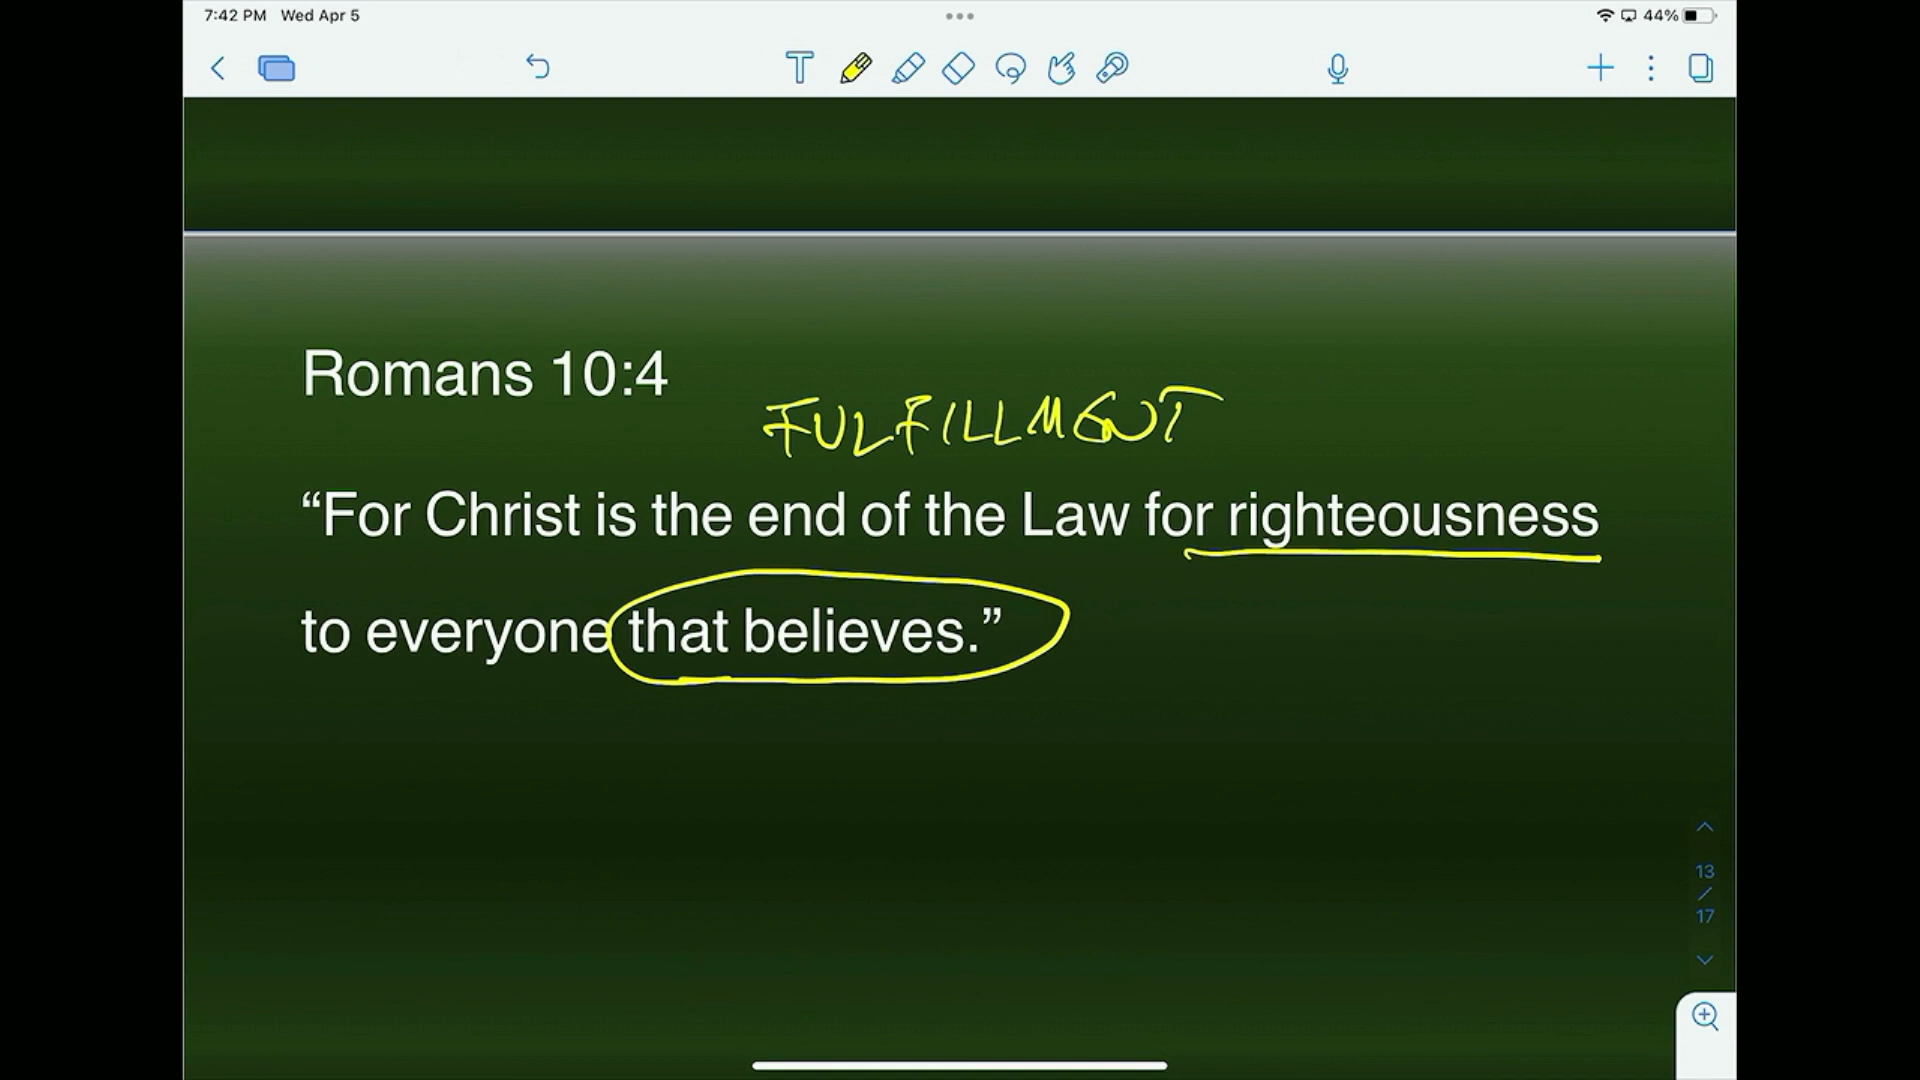 7:42 PM Wed Apr 5
44%
Romans 10:4
FULFILLMENT
“For Christ is the end of the Law for righteousness
to everyone that believes.”
13
/
17